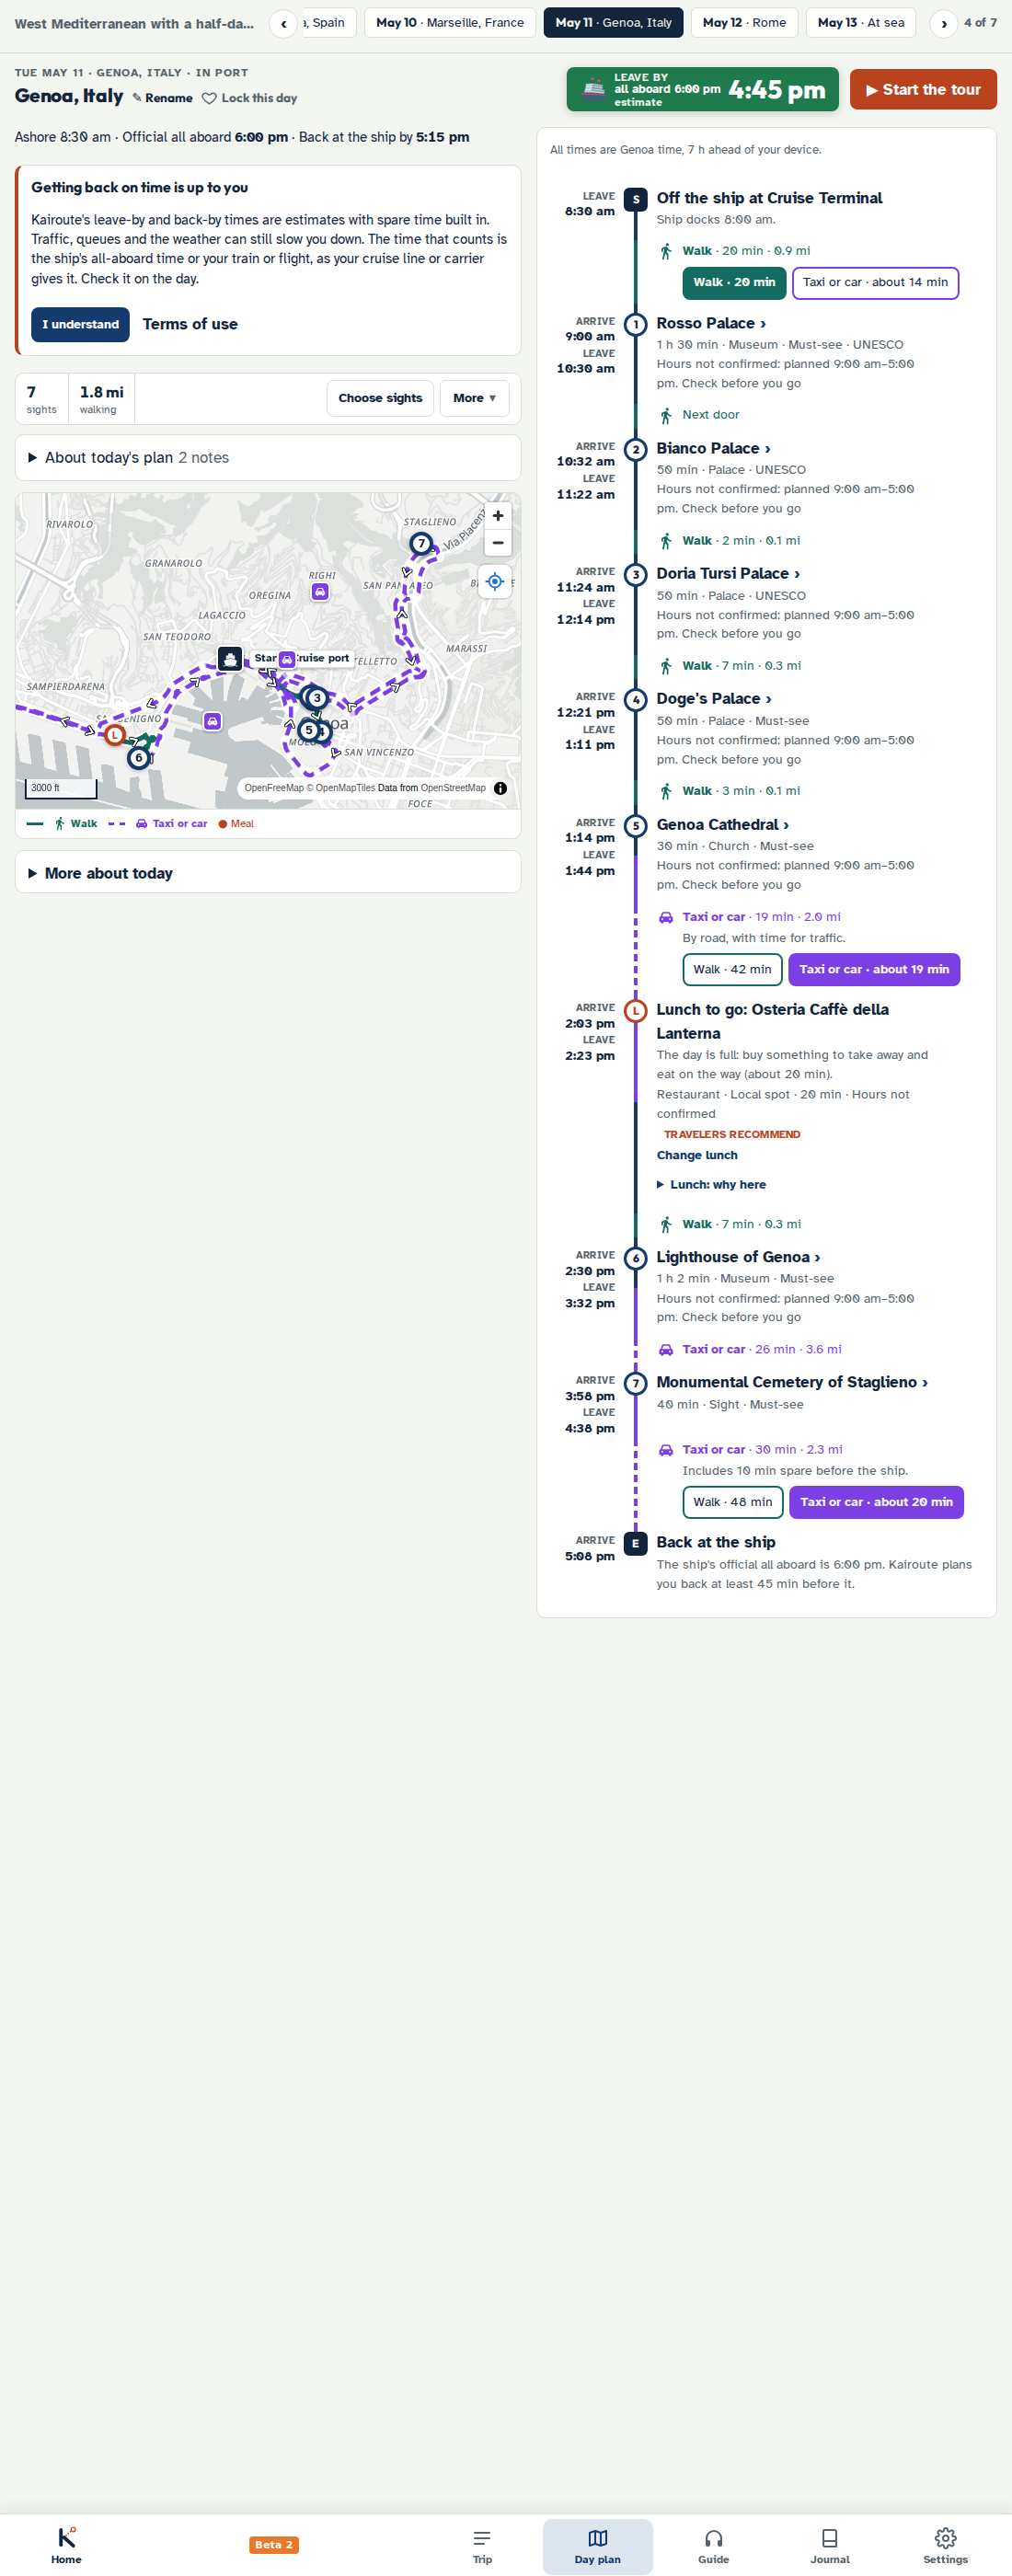 West Mediterranean with a half-da...
‹
a, Spain
May 10 · Marseille, France
May 11 · Genoa, Italy
May 12 · Rome
May 13 · At sea
›
4 of 7
TUE MAY 11 · GENOA, ITALY · IN PORT
Genoa, Italy ✎ Rename Lock this day
LEAVE BY
all aboard 6:00 pm
estimate
4:45 pm
▶ Start the tour
Ashore 8:30 am · Official all aboard 6:00 pm · Back at the ship by 5:15 pm
Getting back on time is up to you
Kairoute's leave-by and back-by times are estimates with spare time built in.
Traffic, queues and the weather can still slow you down. The time that counts is
the ship's all-aboard time or your train or flight, as your cruise line or carrier
gives it. Check it on the day.
I understand
Terms of use
7
sights
1.8 mi
walking
Choose sights
More ▼
▶ About today's plan 2 notes
RIVAROLO
STAGLIENO
Via Piacenz
GRANAROLO
RIGHI
SAN PAN
OREGINA
LAGACCIO
SAN TEODORO
MARASSI
Star
Cruise port
TELLETTO
SAMPIERDARENA
ENIGNO
oa
MOL
SAN VINCENZO
FOCE
7
3
5
4
6
L
+
−
3000 ft
OpenFreeMap © OpenMapTiles Data from OpenStreetMap
Walk
Taxi or car
Meal
▶ More about today
All times are Genoa time, 7 h ahead of your device.
LEAVE
8:30 am
S
Off the ship at Cruise Terminal
Ship docks 8:00 am.
Walk · 20 min · 0.9 mi
Walk · 20 min
Taxi or car · about 14 min
ARRIVE
9:00 am
LEAVE
10:30 am
1
Rosso Palace ›
1 h 30 min · Museum · Must-see · UNESCO
Hours not confirmed: planned 9:00 am–5:00
pm. Check before you go
Next door
ARRIVE
10:32 am
LEAVE
11:22 am
2
Bianco Palace ›
50 min · Palace · UNESCO
Hours not confirmed: planned 9:00 am–5:00
pm. Check before you go
Walk · 2 min · 0.1 mi
ARRIVE
11:24 am
LEAVE
12:14 pm
3
Doria Tursi Palace ›
50 min · Palace · UNESCO
Hours not confirmed: planned 9:00 am–5:00
pm. Check before you go
Walk · 7 min · 0.3 mi
ARRIVE
12:21 pm
LEAVE
1:11 pm
4
Doge's Palace ›
50 min · Palace · Must-see
Hours not confirmed: planned 9:00 am–5:00
pm. Check before you go
Walk · 3 min · 0.1 mi
ARRIVE
1:14 pm
LEAVE
1:44 pm
5
Genoa Cathedral ›
30 min · Church · Must-see
Hours not confirmed: planned 9:00 am–5:00
pm. Check before you go
Taxi or car · 19 min · 2.0 mi
By road, with time for traffic.
Walk · 42 min
Taxi or car · about 19 min
ARRIVE
2:03 pm
LEAVE
2:23 pm
L
Lunch to go: Osteria Caffè della
Lanterna
The day is full: buy something to take away and
eat on the way (about 20 min).
Restaurant · Local spot · 20 min · Hours not
confirmed
TRAVELERS RECOMMEND
Change lunch
▶ Lunch: why here
Walk · 7 min · 0.3 mi
ARRIVE
2:30 pm
LEAVE
3:32 pm
6
Lighthouse of Genoa ›
1 h 2 min · Museum · Must-see
Hours not confirmed: planned 9:00 am–5:00
pm. Check before you go
Taxi or car · 26 min · 3.6 mi
ARRIVE
3:58 pm
LEAVE
4:38 pm
7
Monumental Cemetery of Staglieno ›
40 min · Sight · Must-see
Taxi or car · 30 min · 2.3 mi
Includes 10 min spare before the ship.
Walk · 48 min
Taxi or car · about 20 min
ARRIVE
5:08 pm
E
Back at the ship
The ship's official all aboard is 6:00 pm. Kairoute plans
you back at least 45 min before it.
Home
Beta 2
Trip
Day plan
Guide
Journal
Settings